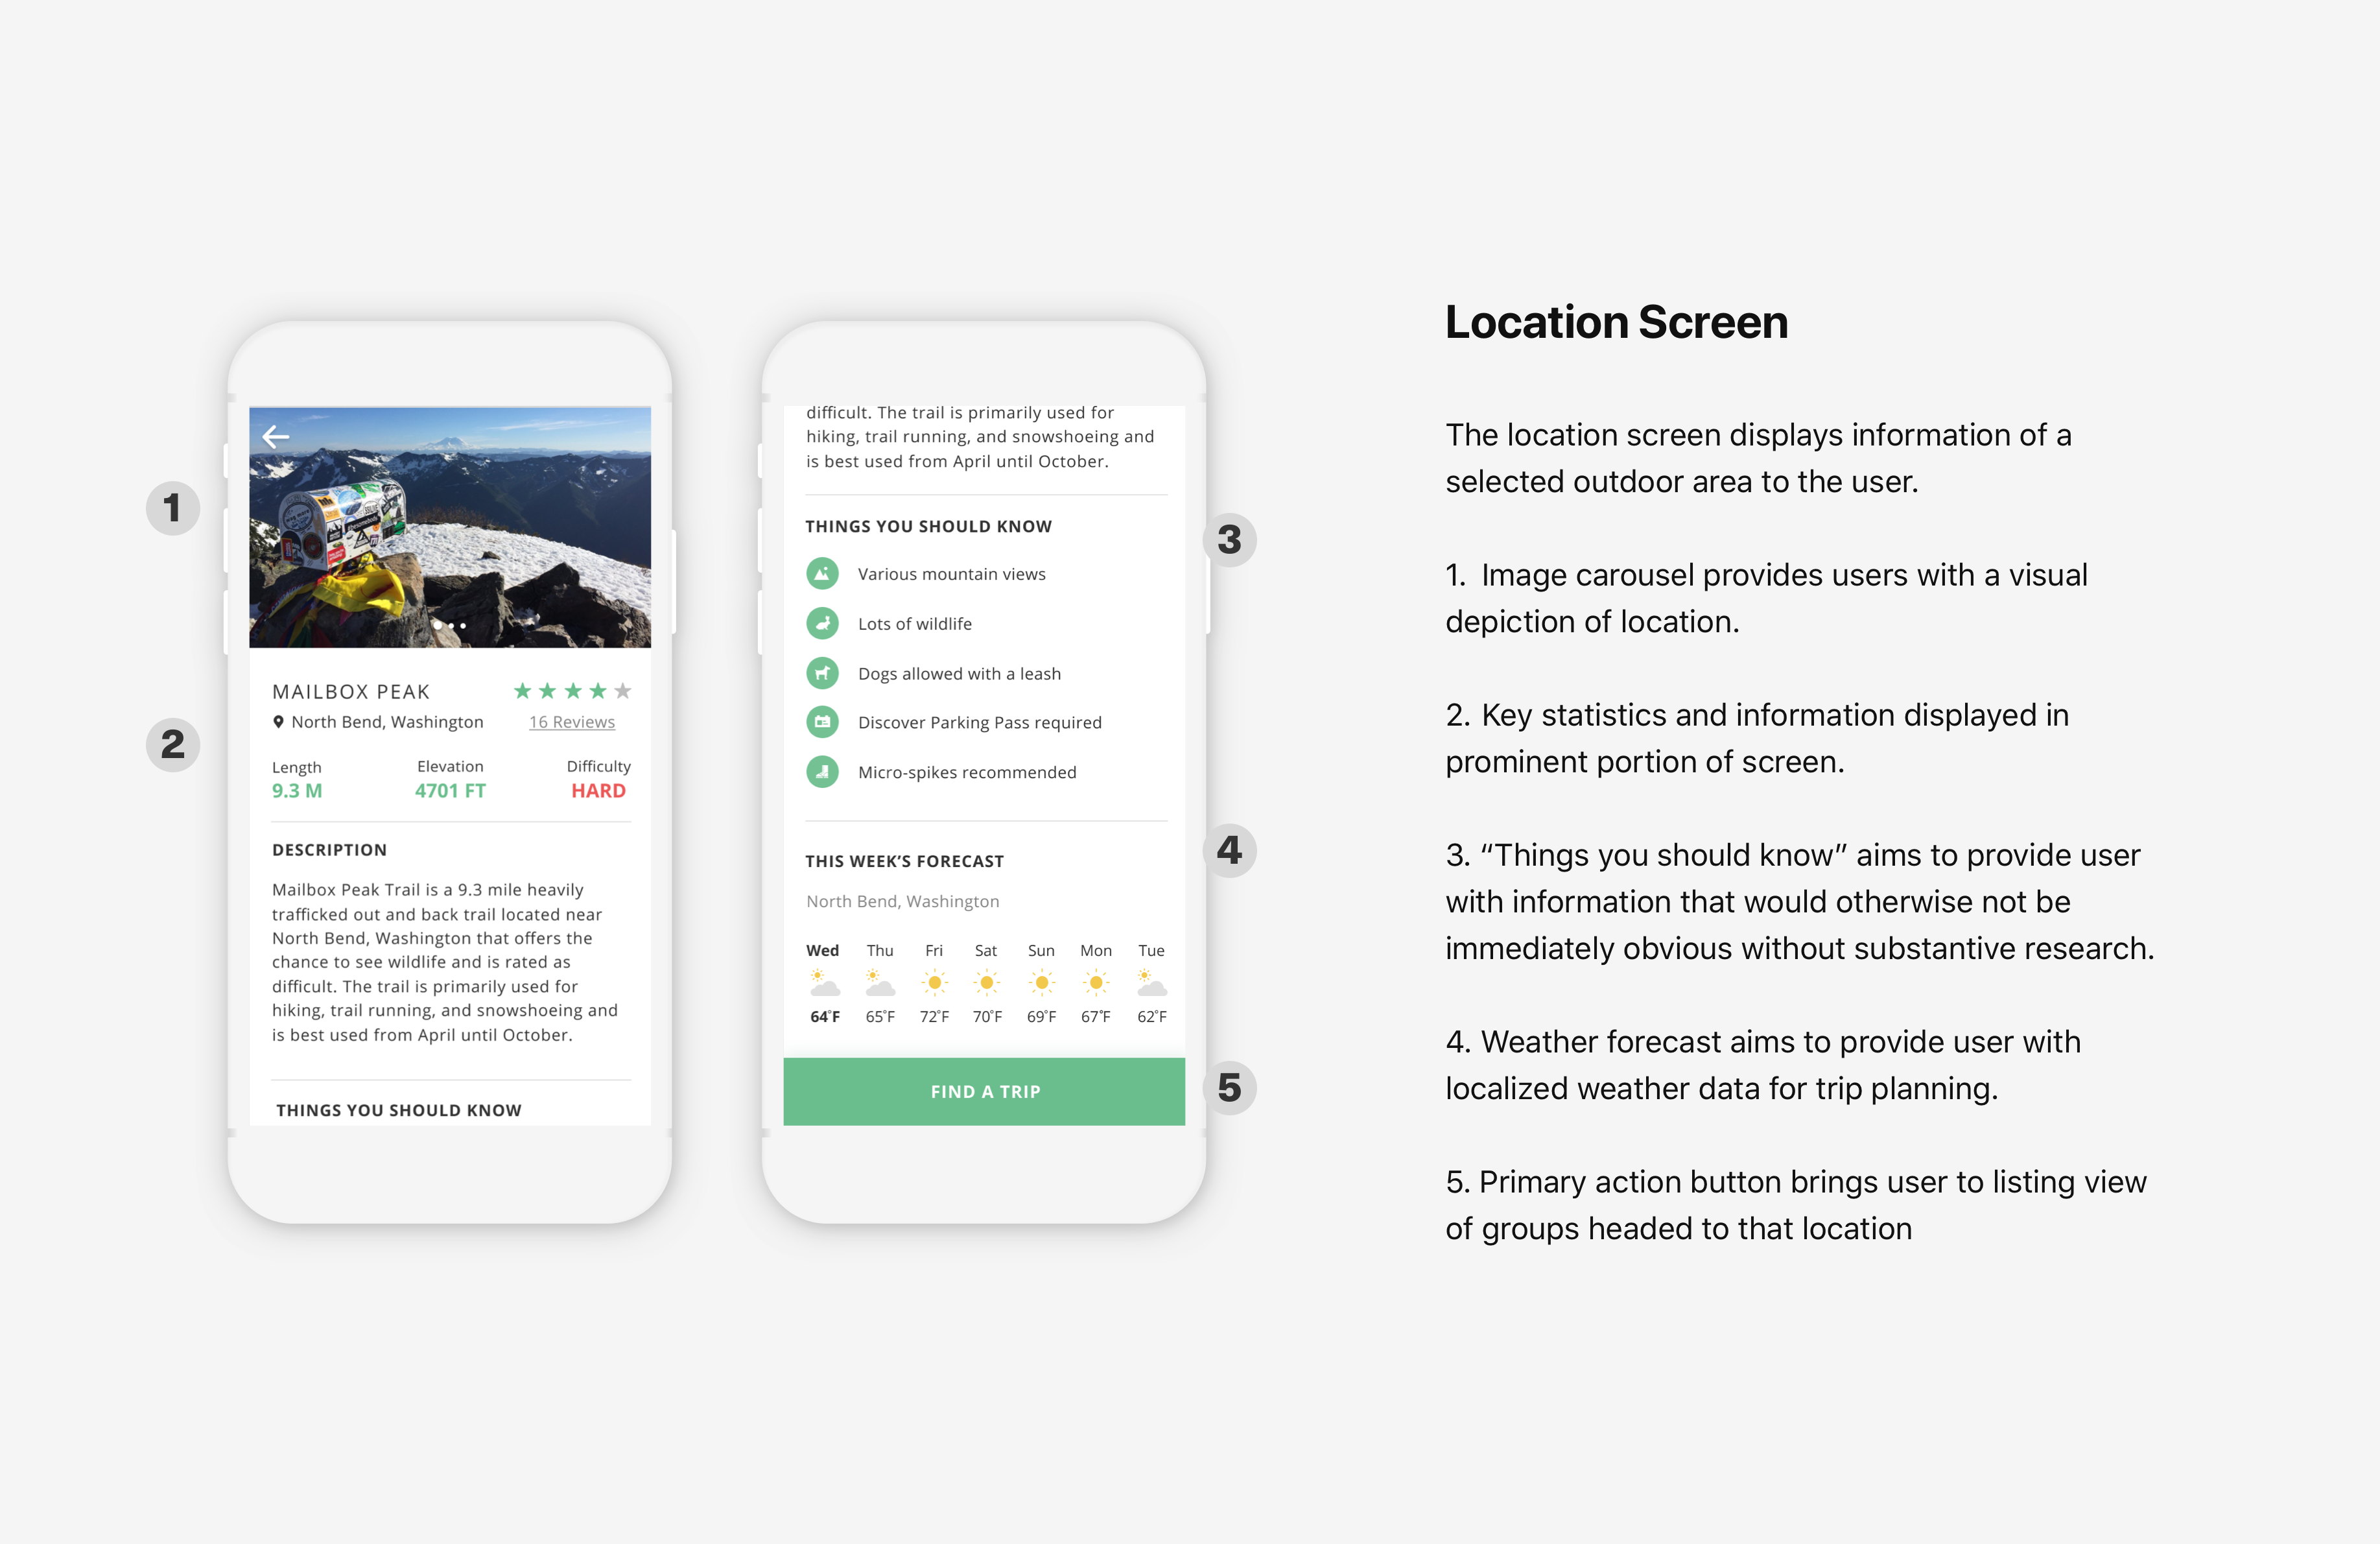 1
2
MAILBOX PEAK
North Bend, Washington
16 Reviews
Length
9.3 M
Elevation
4701 FT
Difficulty
HARD
DESCRIPTION
Mailbox Peak Trail is a 9.3 mile heavily
trafficked out and back trail located near
North Bend, Washington that offers the
chance to see wildlife and is rated as
difficult. The trail is primarily used for
hiking, trail running, and snowshoeing and
is best used from April until October.
THINGS YOU SHOULD KNOW
difficult. The trail is primarily used for
hiking, trail running, and snowshoeing and
is best used from April until October.
THINGS YOU SHOULD KNOW
Various mountain views
Lots of wildlife
Dogs allowed with a leash
Discover Parking Pass required
Micro-spikes recommended
THIS WEEK’S FORECAST
North Bend, Washington
Wed Thu Fri Sat Sun Mon Tue
64°F 65°F 72°F 70°F 69°F 67°F 62°F
FIND A TRIP
3
4
5
Location Screen
The location screen displays information of a
selected outdoor area to the user.
1. Image carousel provides users with a visual
depiction of location.
2. Key statistics and information displayed in
prominent portion of screen.
3. “Things you should know” aims to provide user
with information that would otherwise not be
immediately obvious without substantive research.
4. Weather forecast aims to provide user with
localized weather data for trip planning.
5. Primary action button brings user to listing view
of groups headed to that location